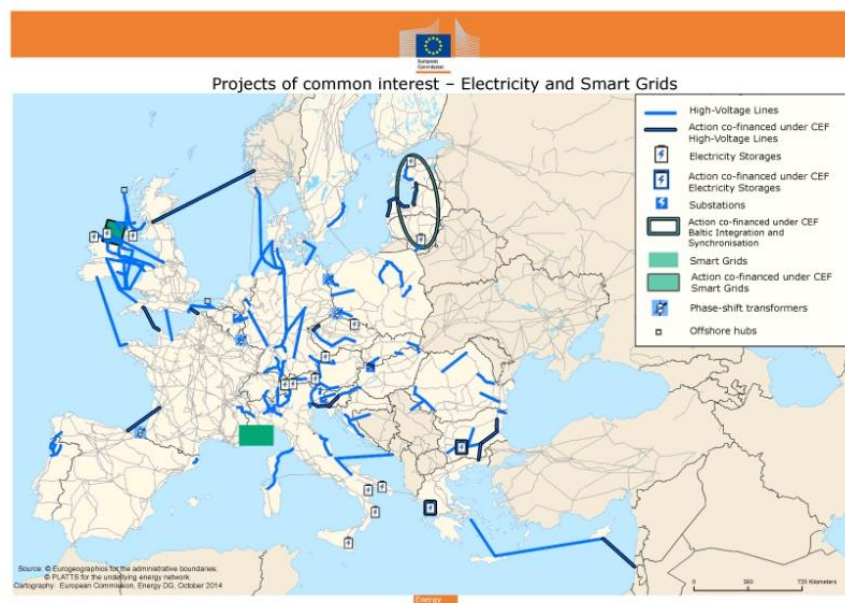 European
Commission
Projects of common interest – Electricity and Smart Grids
High-Voltage Lines
Action co-financed under CEF
High-Voltage Lines
Electricity Storages
Action co-financed under CEF
Electricity Storages
Substations
Action co-financed under CEF
Baltic Integration and
Synchronisation
Smart Grids
Action co-financed under CEF
Smart Grids
Phase-shift transformers
Offshore hubs
Source: © Eurogeographics for the administrative boundaries;
© PLATTS for the underlying energy network.
Cartography: European Commission, Energy DG, October 2014
0 360 720 Kilometers
Energy